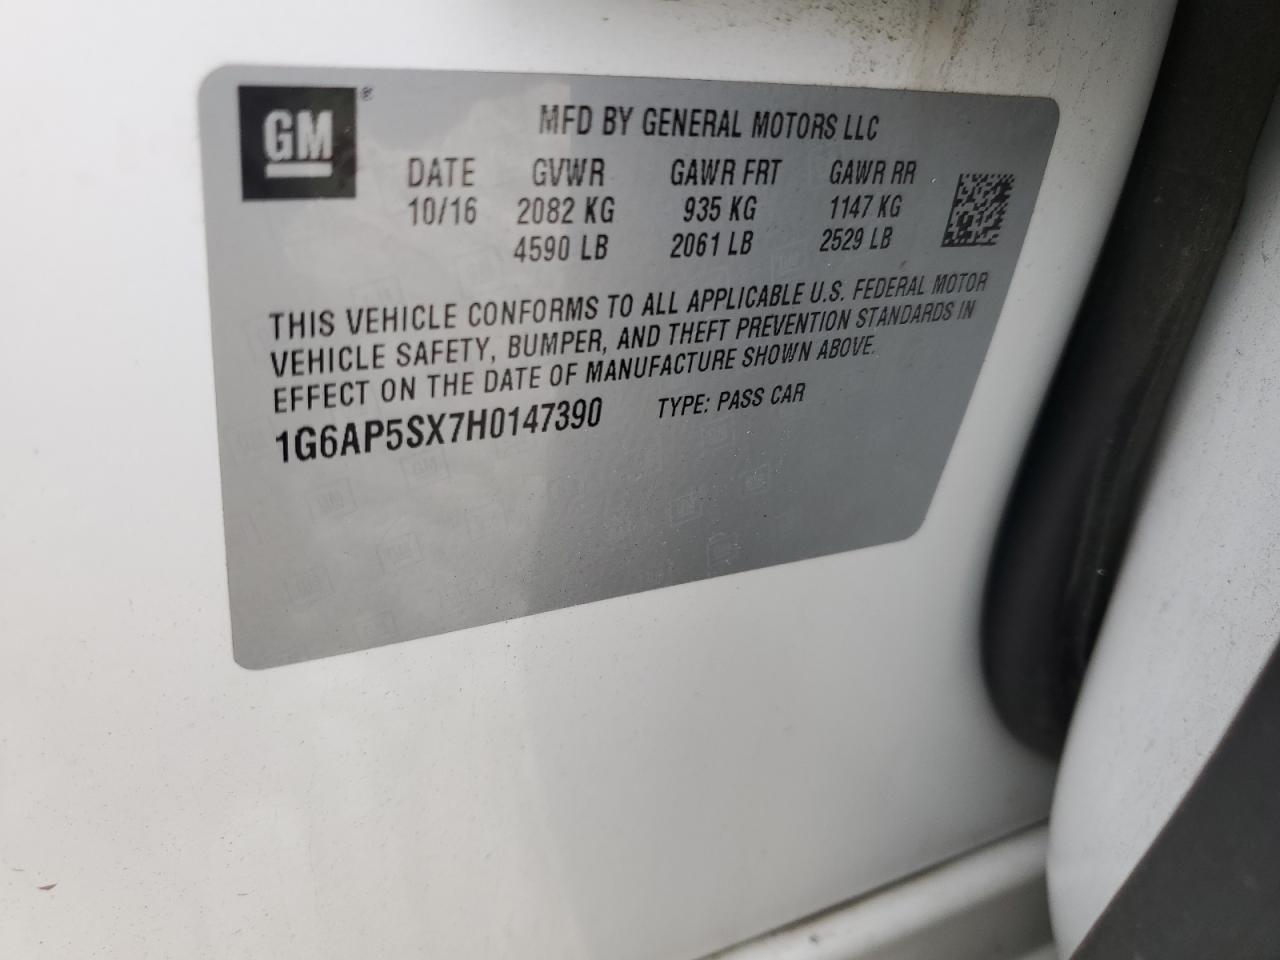 GM®
MFD BY GENERAL MOTORS LLC
DATE GVWR GAWR FRT GAWR RR
10/16 2082 KG 935 KG 1147 KG
4590 LB 2061 LB 2529 LB
THIS VEHICLE CONFORMS TO ALL APPLICABLE U.S. FEDERAL MOTOR
VEHICLE SAFETY, BUMPER, AND THEFT PREVENTION STANDARDS IN
EFFECT ON THE DATE OF MANUFACTURE SHOWN ABOVE.
1G6AP5SX7H0147390 TYPE: PASS CAR